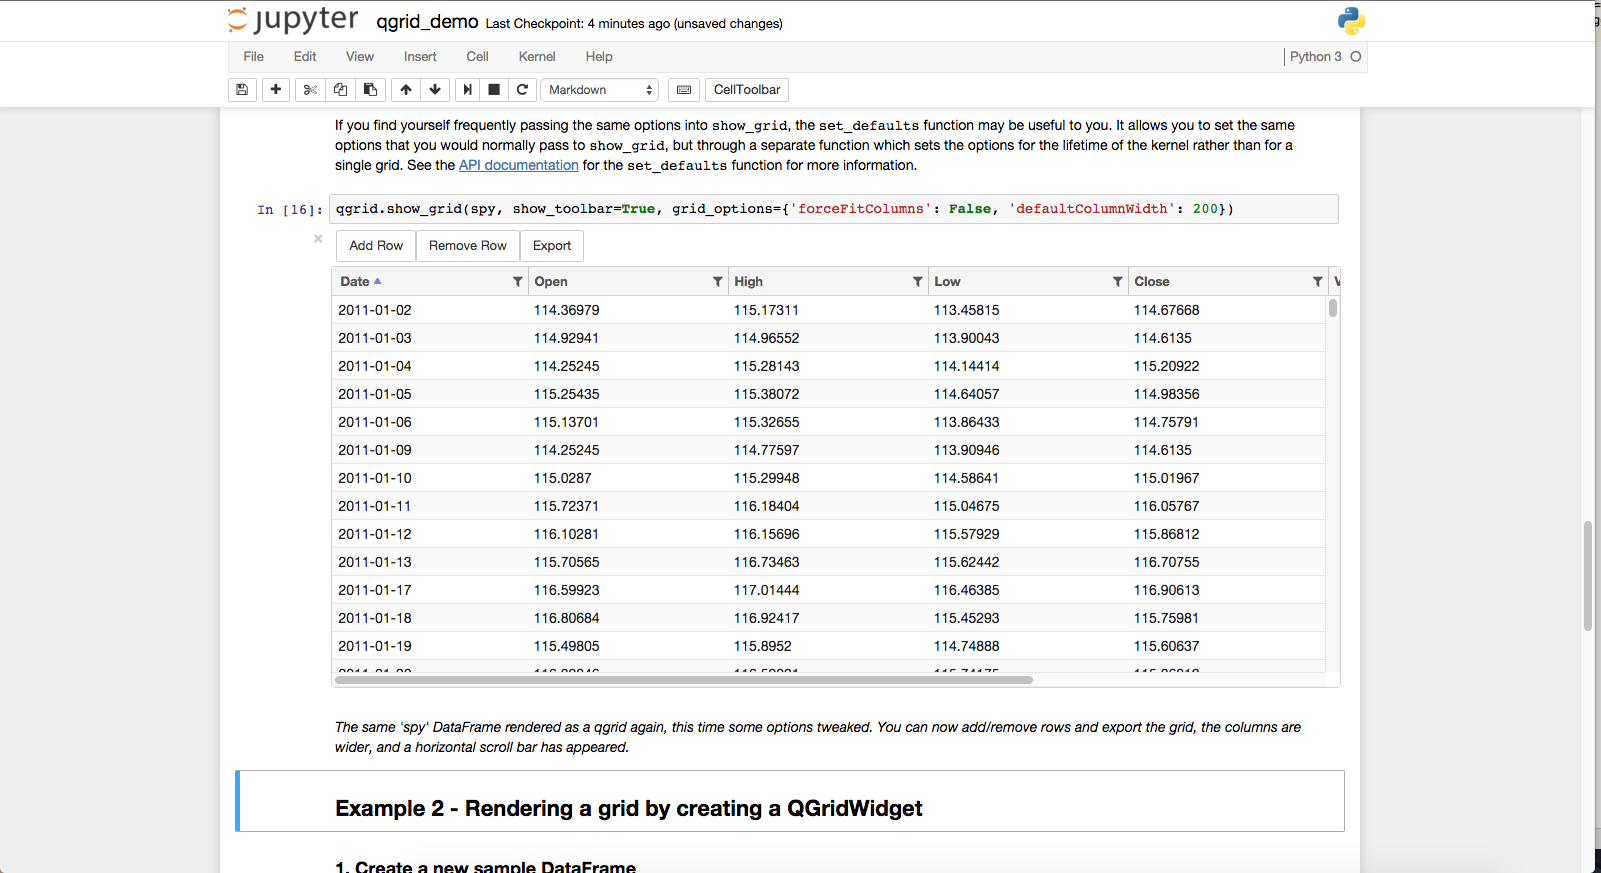 jupyter qgrid_demo Last Checkpoint: 4 minutes ago (unsaved changes)
File Edit View Insert Cell Kernel Help Python 3
Markdown CellToolbar
If you find yourself frequently passing the same options into show_grid, the set_defaults function may be useful to you. It allows you to set the same
options that you would normally pass to show_grid, but through a separate function which sets the options for the lifetime of the kernel rather than for a
single grid. See the API documentation for the set_defaults function for more information.
In [16]: qgrid.show_grid(spy, show_toolbar=True, grid_options={'forceFitColumns': False, 'defaultColumnWidth': 200})
Add Row Remove Row Export
Date Open High Low Close
2011-01-02 114.36979 115.17311 113.45815 114.67668
2011-01-03 114.92941 114.96552 113.90043 114.6135
2011-01-04 114.25245 115.28143 114.14414 115.20922
2011-01-05 115.25435 115.38072 114.64057 114.98356
2011-01-06 115.13701 115.32655 113.86433 114.75791
2011-01-09 114.25245 114.77597 113.90946 114.6135
2011-01-10 115.0287 115.29948 114.58641 115.01967
2011-01-11 115.72371 116.18404 115.04675 116.05767
2011-01-12 116.10281 116.15696 115.57929 115.86812
2011-01-13 115.70565 116.73463 115.62442 116.70755
2011-01-17 116.59923 117.01444 116.46385 116.90613
2011-01-18 116.80684 116.92417 115.45293 115.75981
2011-01-19 115.49805 115.8952 114.74888 115.60637
The same 'spy' DataFrame rendered as a qgrid again, this time some options tweaked. You can now add/remove rows and export the grid, the columns are
wider, and a horizontal scroll bar has appeared.
Example 2 - Rendering a grid by creating a QGridWidget
1. Create a new sample DataFrame